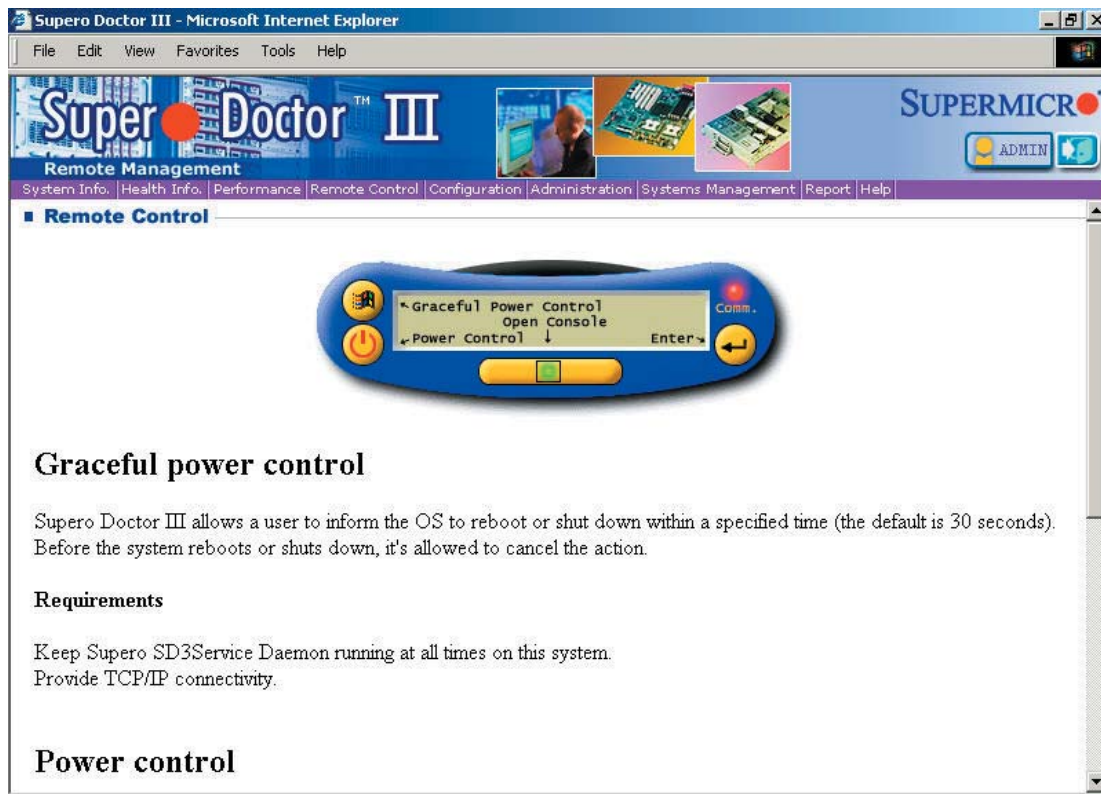 Supero Doctor III - Microsoft Internet Explorer
File Edit View Favorites Tools Help
Super Doctor™ III
SUPERMICR
Remote Management
ADMIN
System Info. Health Info. Performance Remote Control Configuration Administration Systems Management Report Help
Remote Control
Graceful Power Control
Open Console
Power Control ↓ Enter
Comm.
Graceful power control
Supero Doctor III allows a user to inform the OS to reboot or shut down within a specified time (the default is 30 seconds).
Before the system reboots or shuts down, it's allowed to cancel the action.
Requirements
Keep Supero SD3Service Daemon running at all times on this system.
Provide TCP/IP connectivity.
Power control